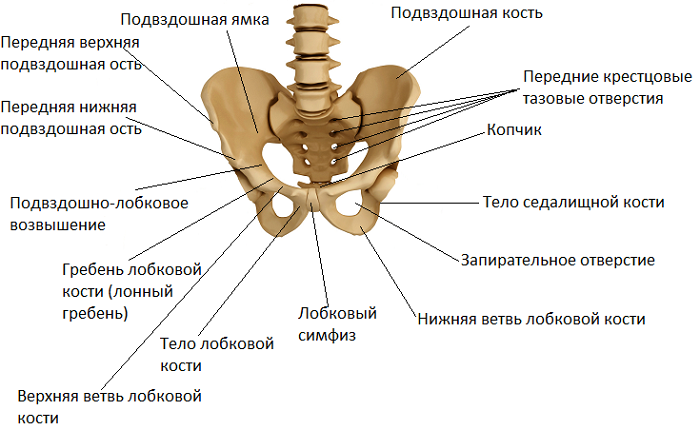 Подвздошная ямка
Подвздошная кость
Передняя верхняя
подвздошная ость
Передние крестцовые
тазовые отверстия
Передняя нижняя
подвздошная ость
Копчик
Подвздошно-лобковое
возвышение
Тело седалищной кости
Гребень лобковой
кости (лонный
гребень)
Запирательное отверстие
Лобковый
симфиз
Нижняя ветвь лобковой кости
Тело лобковой
кости
Верхняя ветвь лобковой
кости